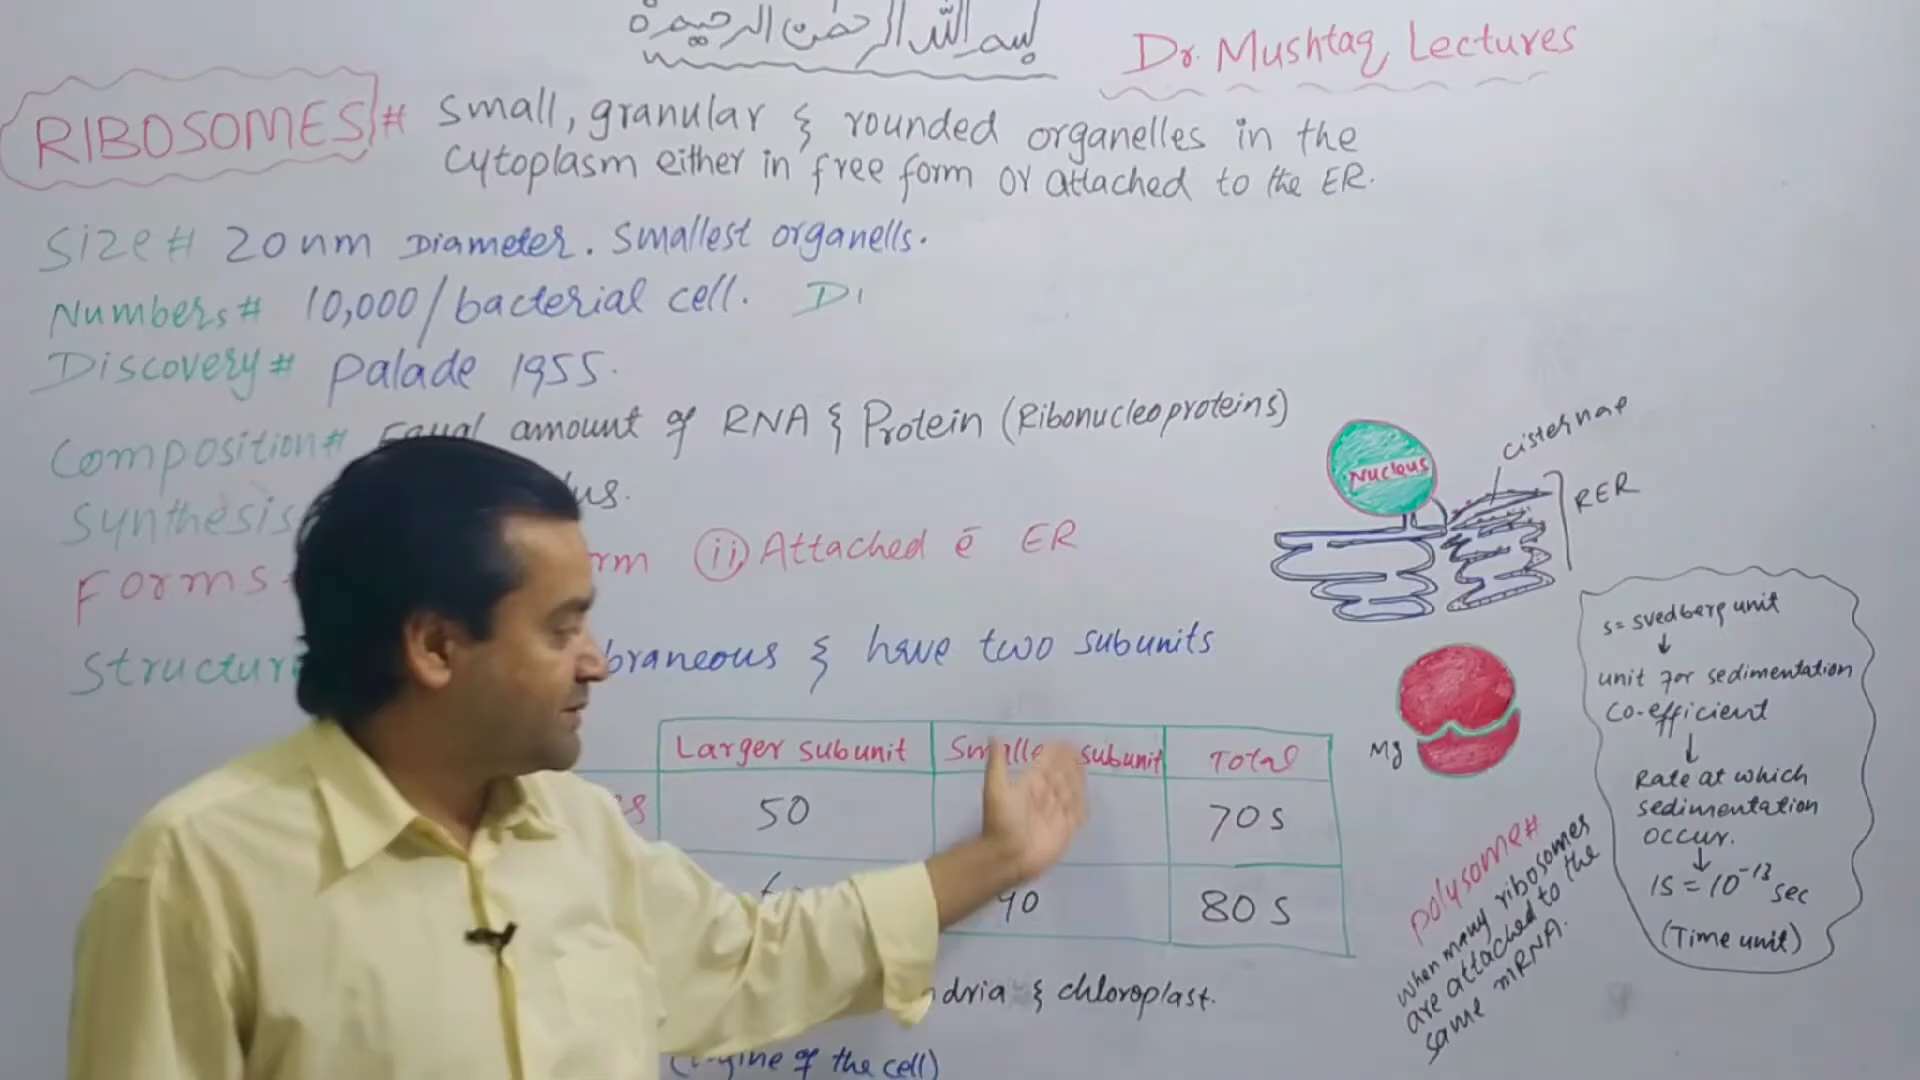 بسم الله الرحمن الرحيم
Dr. Mushtaq Lectures
RIBOSOMES # small, granular & rounded organelles in the
cytoplasm either in free form or attached to the ER.
Size # 20nm Diameter. Smallest organells.
Numbers # 10,000/bacterial cell. DI
Discovery # Palade 1955.
Composition # Equal amount of RNA & Protein (Ribonucleoproteins)
Synthesis us.
Forms rm (ii) Attached ē ER
Structur braneous & have two subunits
Larger subunit Smaller subunit Total
es 50 70 S
40 80 S
ndria & chloroplast.
(Engine of the cell)
Nucleus
cisternae
RER
Mg
polysome #
when many ribosomes
are attached to the
same mRNA.
S = svedberg unit
↓
unit for sedimentation
co-efficient
↓
Rate at which
sedimentation
occur.
↓
1S = 10⁻¹³ sec
(Time unit)